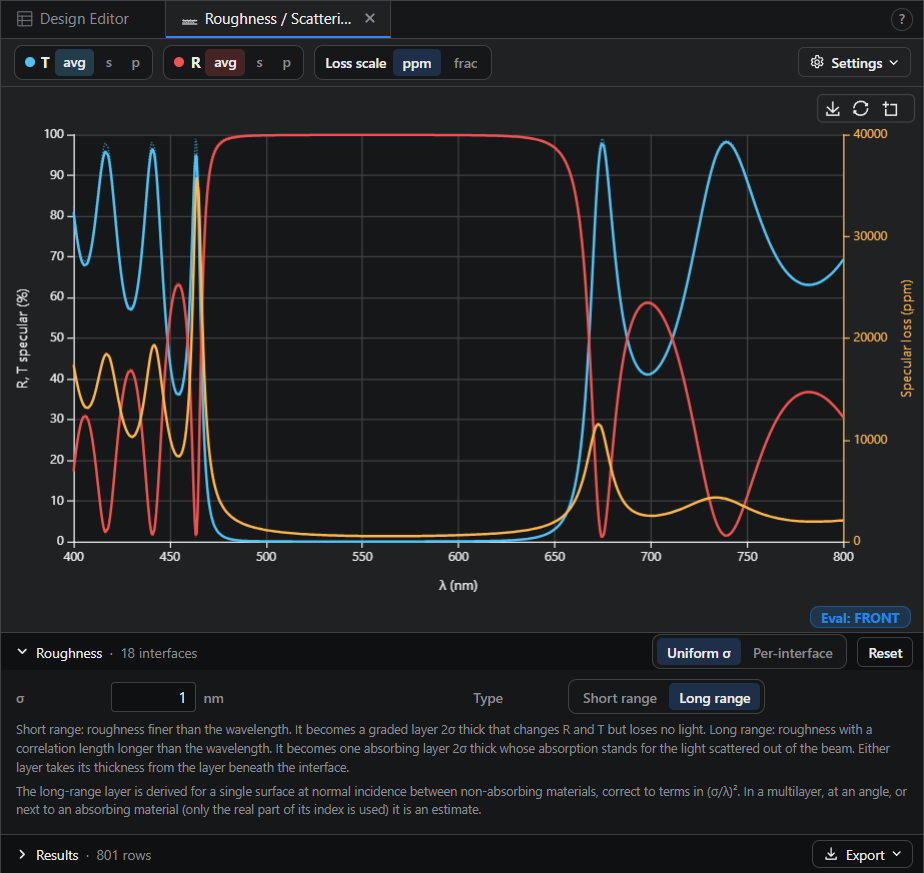 Design Editor
Roughness / Scatteri...
?
T avg s p
R avg s p
Loss scale ppm frac
Settings
100
90
80
70
60
50
40
30
20
10
0
R, T specular (%)
40000
30000
20000
10000
0
Specular loss (ppm)
400 450 500 550 600 650 700 750 800
λ (nm)
Eval: FRONT
Roughness · 18 interfaces
Uniform σ Per-interface
Reset
σ 1 nm
Type Short range Long range
Short range: roughness finer than the wavelength. It becomes a graded layer 2σ thick that changes R and T but loses no light. Long range: roughness with a
correlation length longer than the wavelength. It becomes one absorbing layer 2σ thick whose absorption stands for the light scattered out of the beam. Either
layer takes its thickness from the layer beneath the interface.
The long-range layer is derived for a single surface at normal incidence between non-absorbing materials, correct to terms in (σ/λ)². In a multilayer, at an angle, or
next to an absorbing material (only the real part of its index is used) it is an estimate.
Results · 801 rows
Export